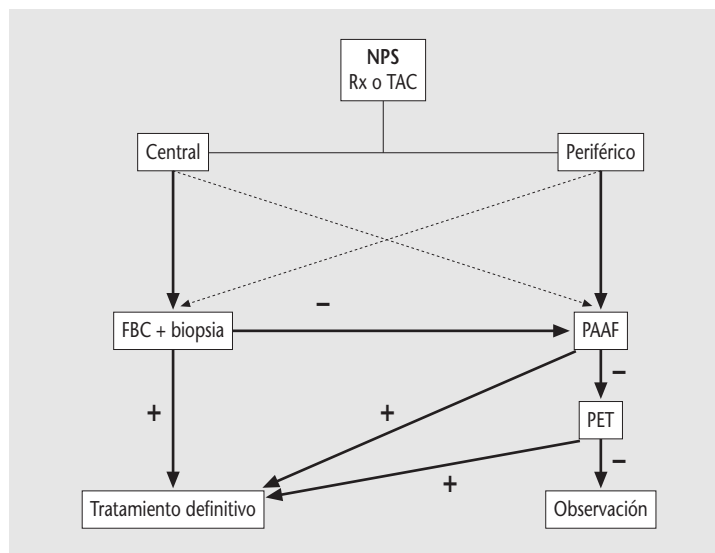 NPS
Rx o TAC
Central
Periférico
–
FBC + biopsia
PAAF
–
+
+
PET
–
+
Tratamiento definitivo
Observación